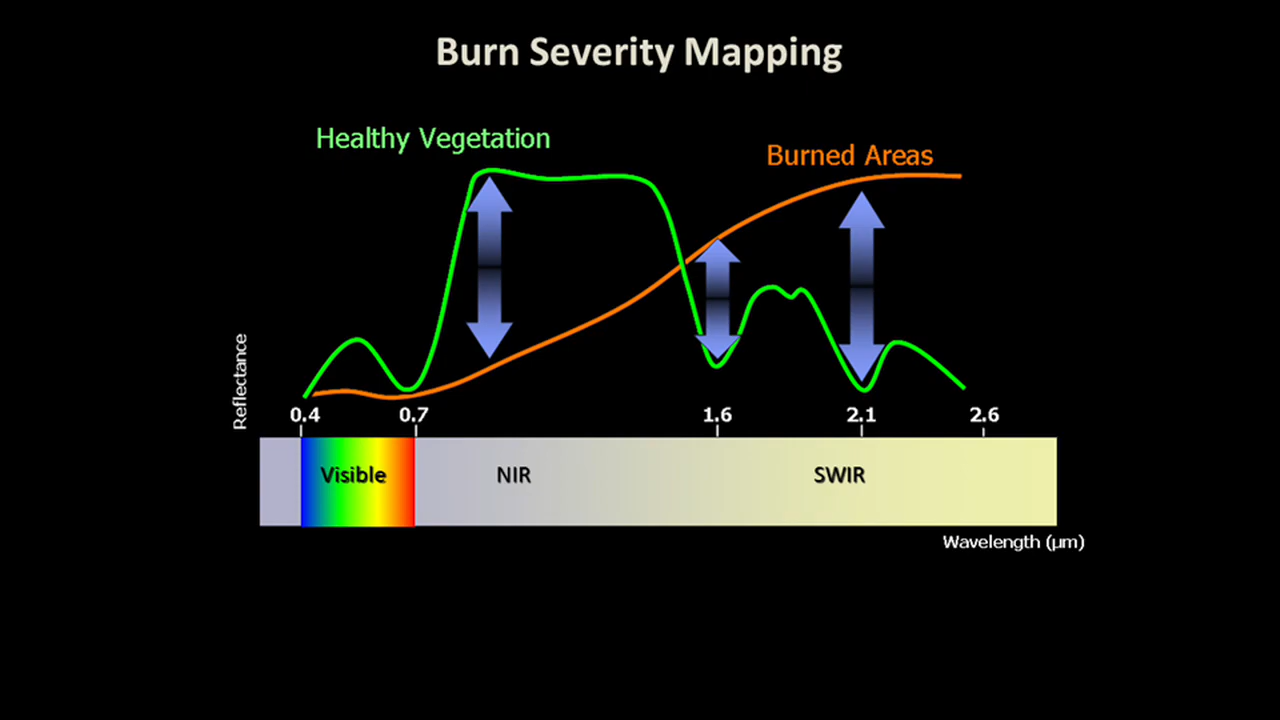 Burn Severity Mapping
Healthy Vegetation
Burned Areas
Reflectance
0.4 0.7 1.6 2.1 2.6
Visible NIR SWIR
Wavelength (µm)